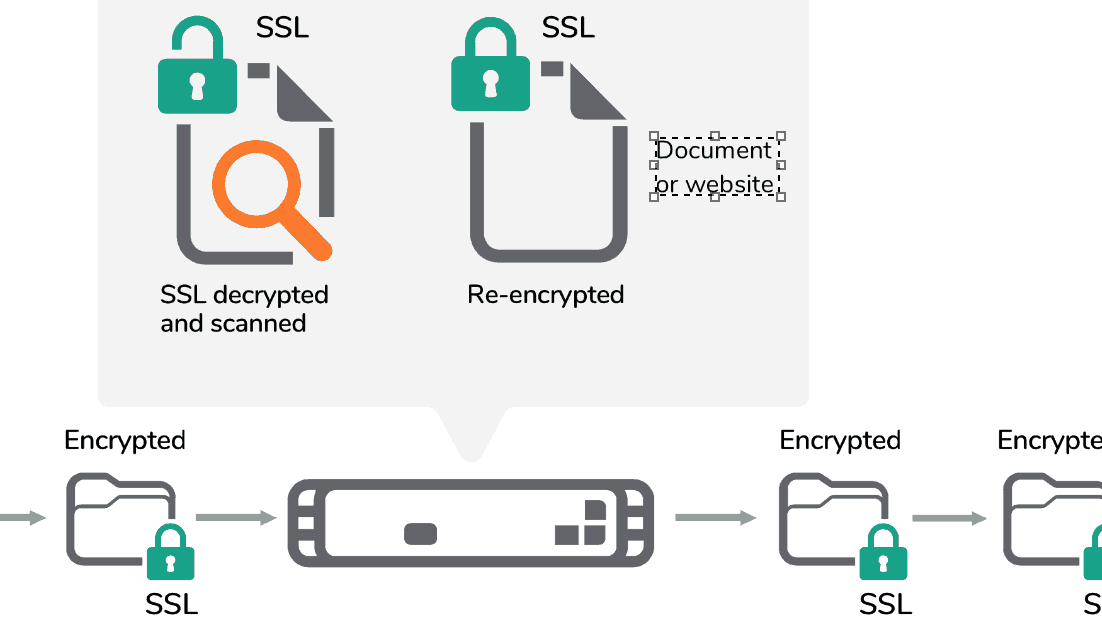 SSL
SSL
Document
or website
SSL decrypted
and scanned
Re-encrypted
Encrypted
Encrypted
Encrypte
SSL
SSL
S